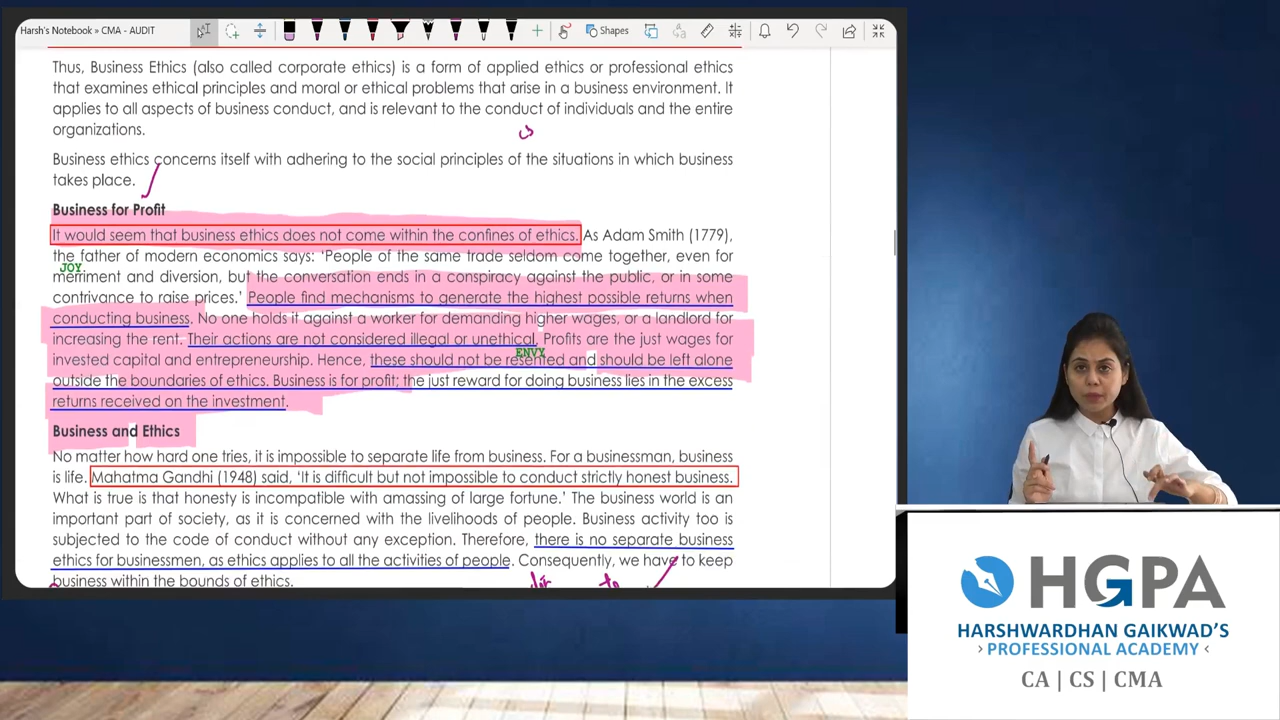 Harsh's Notebook » CMA - AUDIT
Shapes
Thus, Business Ethics (also called corporate ethics) is a form of applied ethics or professional ethics
that examines ethical principles and moral or ethical problems that arise in a business environment. It
applies to all aspects of business conduct, and is relevant to the conduct of individuals and the entire
organizations.
Business ethics concerns itself with adhering to the social principles of the situations in which business
takes place.
Business for Profit
It would seem that business ethics does not come within the confines of ethics. As Adam Smith (1779),
the father of modern economics says: 'People of the same trade seldom come together, even for
JOY
merriment and diversion, but the conversation ends in a conspiracy against the public, or in some
contrivance to raise prices.' People find mechanisms to generate the highest possible returns when
conducting business. No one holds it against a worker for demanding higher wages, or a landlord for
increasing the rent. Their actions are not considered illegal or unethical. Profits are the just wages for
ENVY
invested capital and entrepreneurship. Hence, these should not be resented and should be left alone
outside the boundaries of ethics. Business is for profit; the just reward for doing business lies in the excess
returns received on the investment.
Business and Ethics
No matter how hard one tries, it is impossible to separate life from business. For a businessman, business
is life. Mahatma Gandhi (1948) said, 'It is difficult but not impossible to conduct strictly honest business.
What is true is that honesty is incompatible with amassing of large fortune.' The business world is an
important part of society, as it is concerned with the livelihoods of people. Business activity too is
subjected to the code of conduct without any exception. Therefore, there is no separate business
ethics for businessmen, as ethics applies to all the activities of people. Consequently, we have to keep
business within the bounds of ethics.
HGPA
HARSHWARDHAN GAIKWAD'S
› PROFESSIONAL ACADEMY ‹
CA | CS | CMA